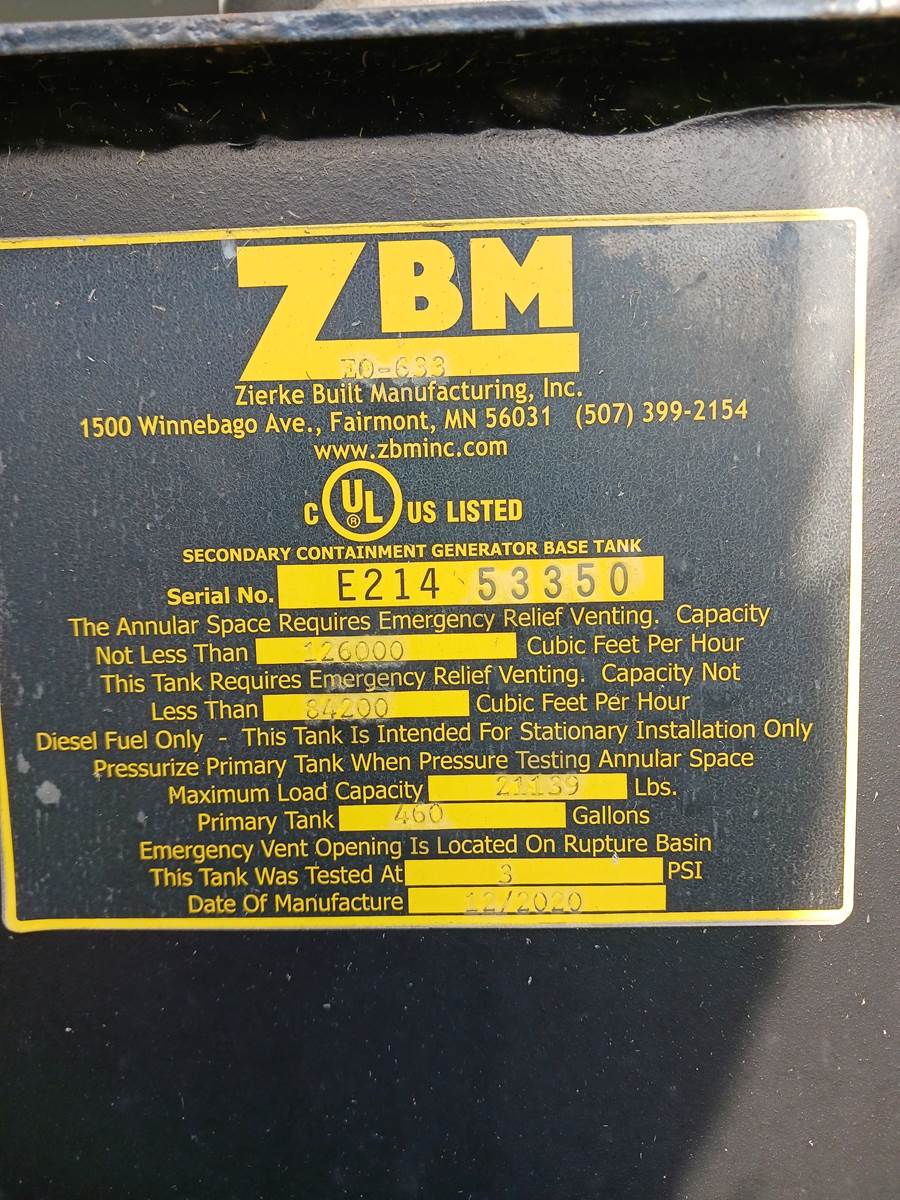 ZBM
EO-633
Zierke Built Manufacturing, Inc.
1500 Winnebago Ave., Fairmont, MN 56031 (507) 399-2154
www.zbminc.com
C UL ® US LISTED
SECONDARY CONTAINMENT GENERATOR BASE TANK
Serial No. E214 53350
The Annular Space Requires Emergency Relief Venting. Capacity
Not Less Than 126000 Cubic Feet Per Hour
This Tank Requires Emergency Relief Venting. Capacity Not
Less Than 84200 Cubic Feet Per Hour
Diesel Fuel Only - This Tank Is Intended For Stationary Installation Only
Pressurize Primary Tank When Pressure Testing Annular Space
Maximum Load Capacity 21139 Lbs.
Primary Tank 460 Gallons
Emergency Vent Opening Is Located On Rupture Basin
This Tank Was Tested At 3 PSI
Date Of Manufacture 12/2020